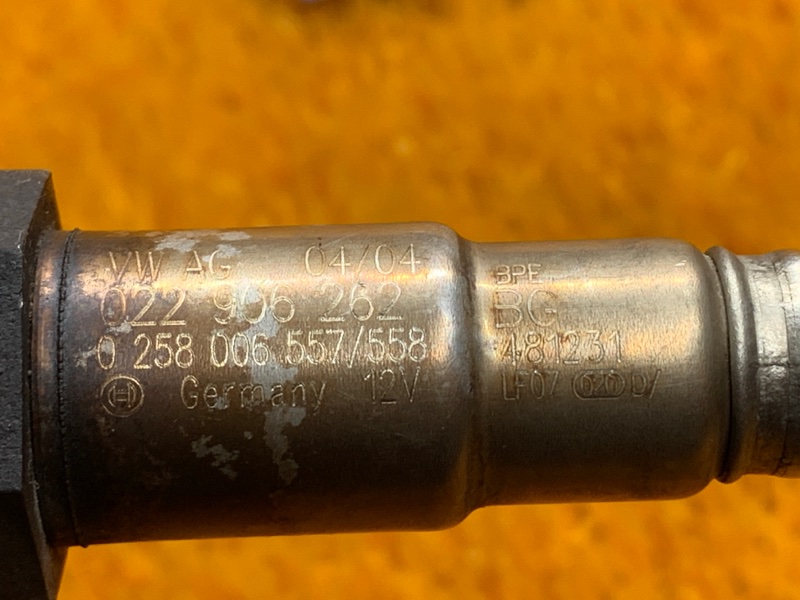 VW AG 04/04
022 906 262
0 258 006 557/558
Germany 12V
BPE
BG
481231
LF07